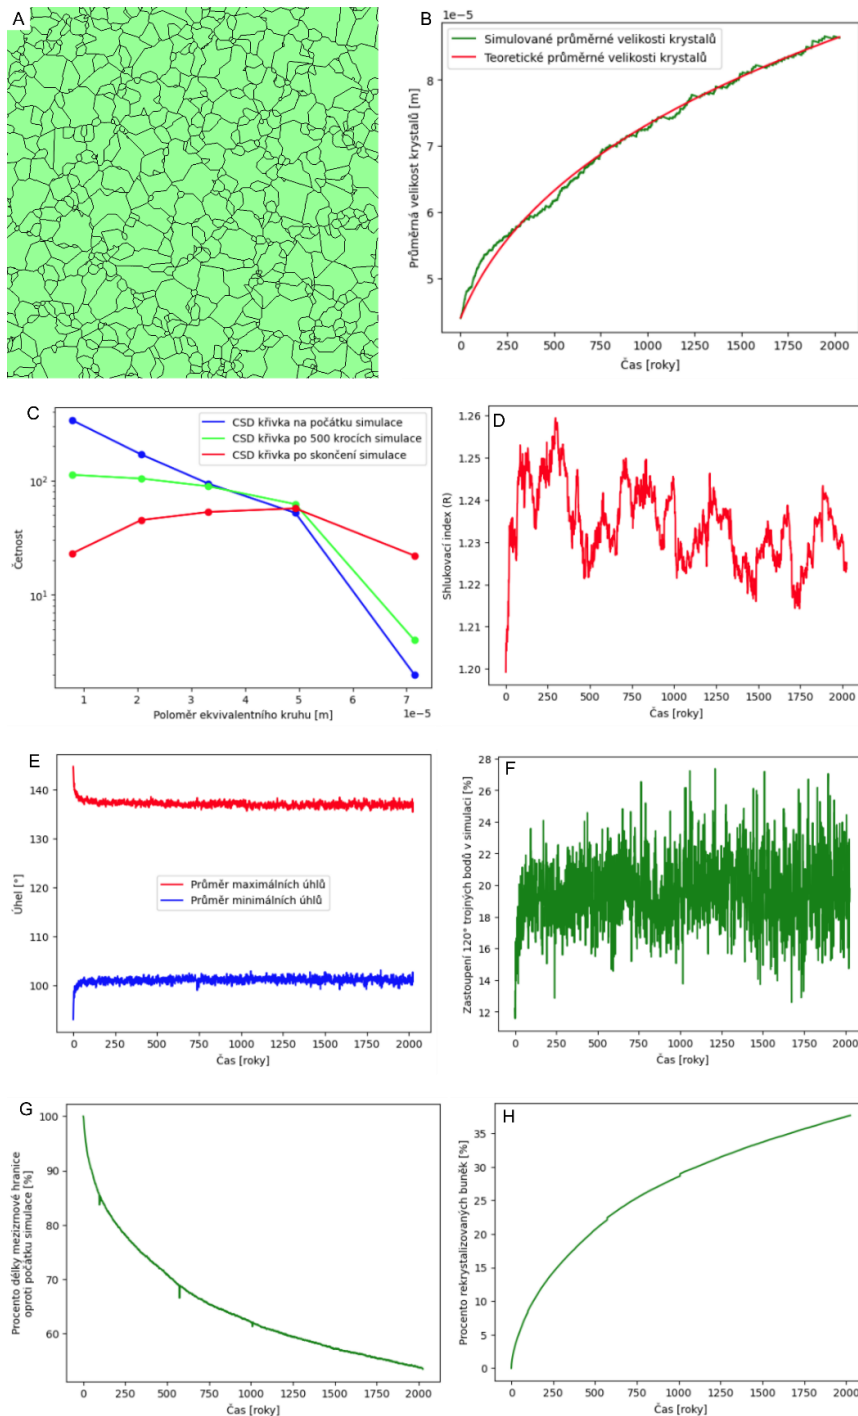 A
B
1e−5
Simulované průměrné velikosti krystalů
Teoretické průměrné velikosti krystalů
Průměrná velikost krystalů [m]
8
7
6
5
0 250 500 750 1000 1250 1500 1750 2000
Čas [roky]
C
CSD křivka na počátku simulace
CSD křivka po 500 krocích simulace
CSD křivka po skončení simulace
Četnost
10²
10¹
1 2 3 4 5 6 7
Poloměr ekvivalentního kruhu [m]
1e−5
D
Shlukovací index (R)
1.26
1.25
1.24
1.23
1.22
1.21
1.20
0 250 500 750 1000 1250 1500 1750 2000
Čas [roky]
E
Úhel [°]
140
130
120
110
100
Průměr maximálních úhlů
Průměr minimálních úhlů
0 250 500 750 1000 1250 1500 1750 2000
Čas [roky]
F
Zastoupení 120° trojných bodů v simulaci [%]
28
26
24
22
20
18
16
14
12
0 250 500 750 1000 1250 1500 1750 2000
Čas [roky]
G
Procento délky mezizrnové hranice
oproti počátku simulace [%]
100
90
80
70
60
0 250 500 750 1000 1250 1500 1750 2000
Čas [roky]
H
Procento rekrystalizovaných buněk [%]
35
30
25
20
15
10
5
0
0 250 500 750 1000 1250 1500 1750 2000
Čas [roky]